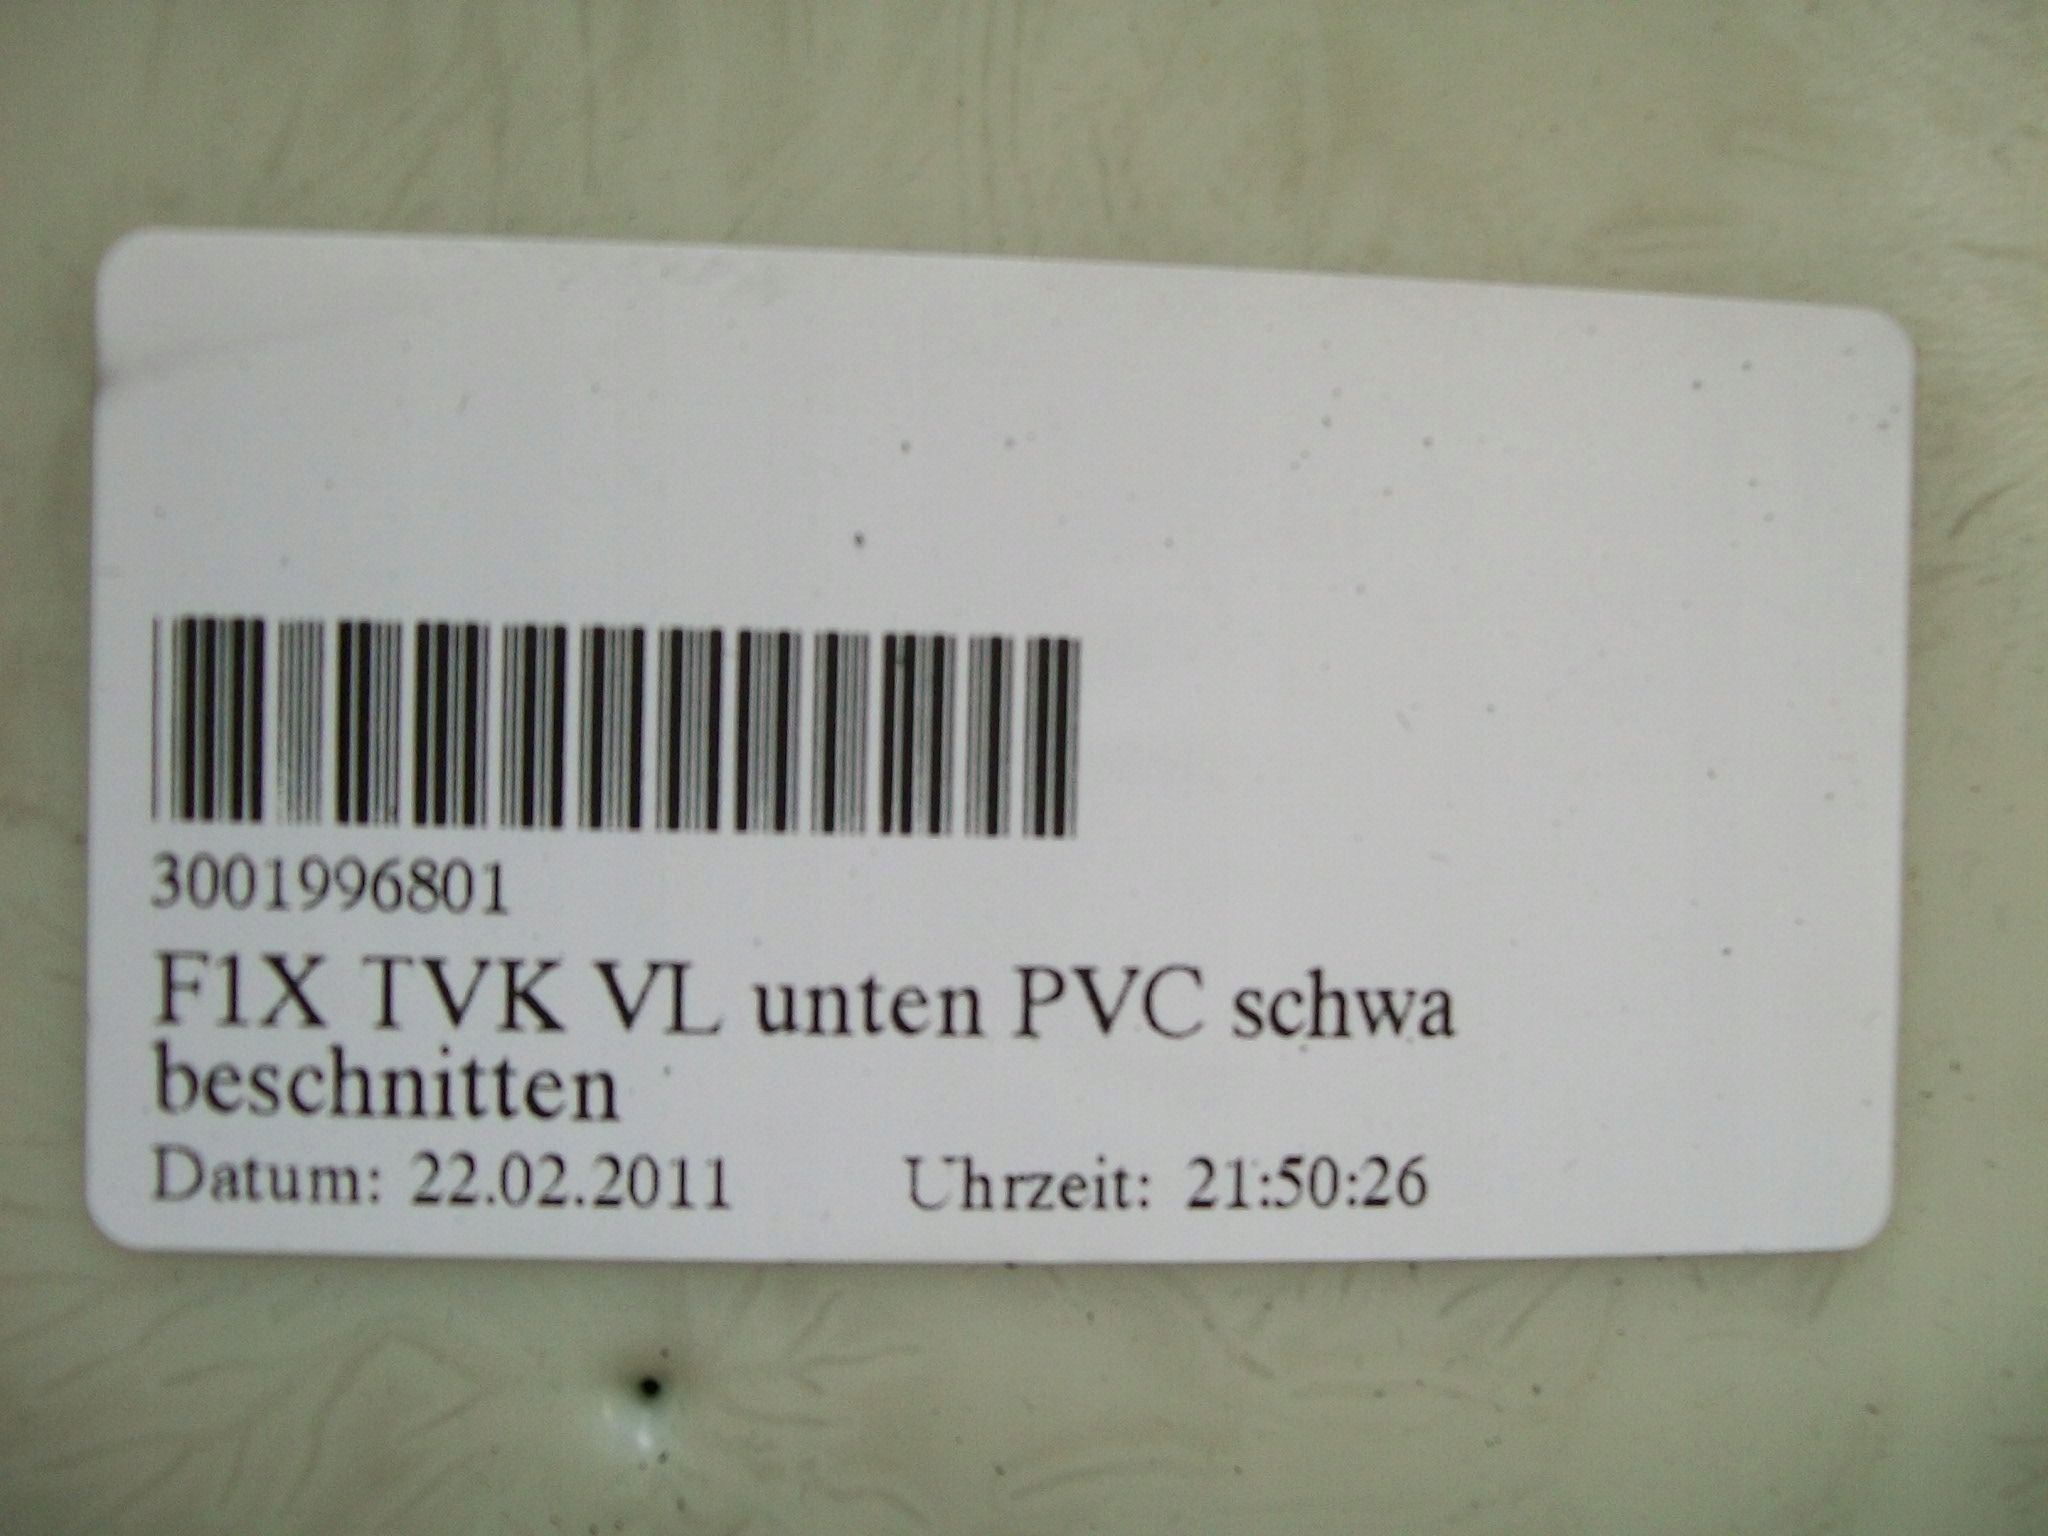 3001996801
F1X TVK VL unten PVC schwa
beschnitten
Datum: 22.02.2011 Uhrzeit: 21:50:26